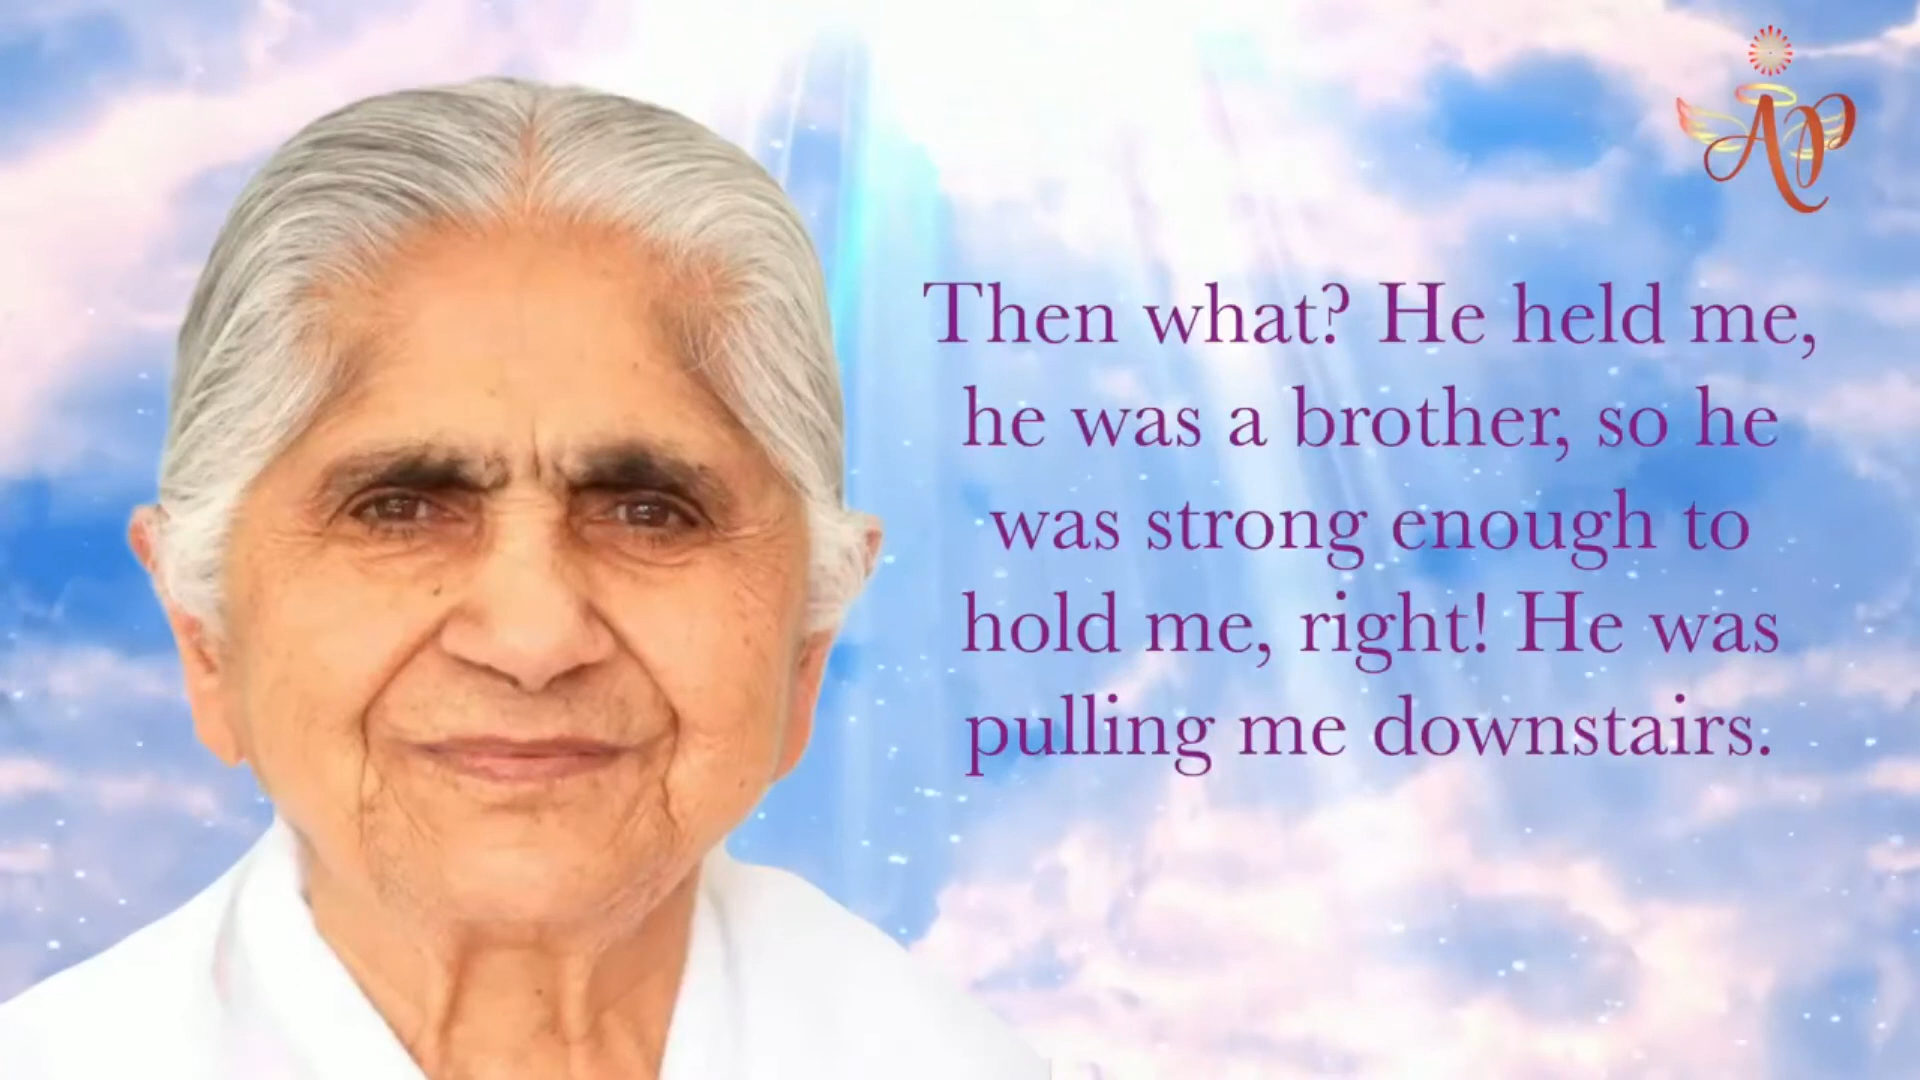 AP
Then what? He held me,
he was a brother, so he
was strong enough to
hold me, right! He was
pulling me downstairs.